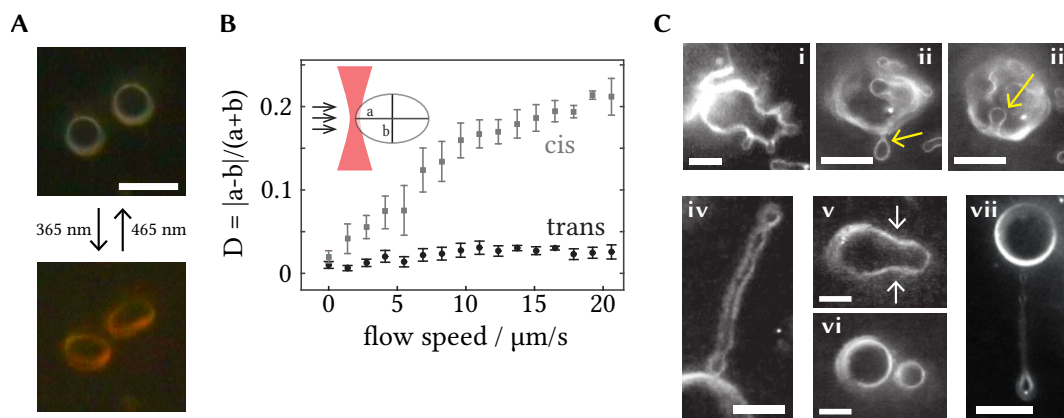 A
365 nm
465 nm
B
D = |a-b|/(a+b)
0.2
0.1
0
a
b
cis
trans
0
5
10
15
20
flow speed / μm/s
C
i
ii
iii
iv
v
vi
vii